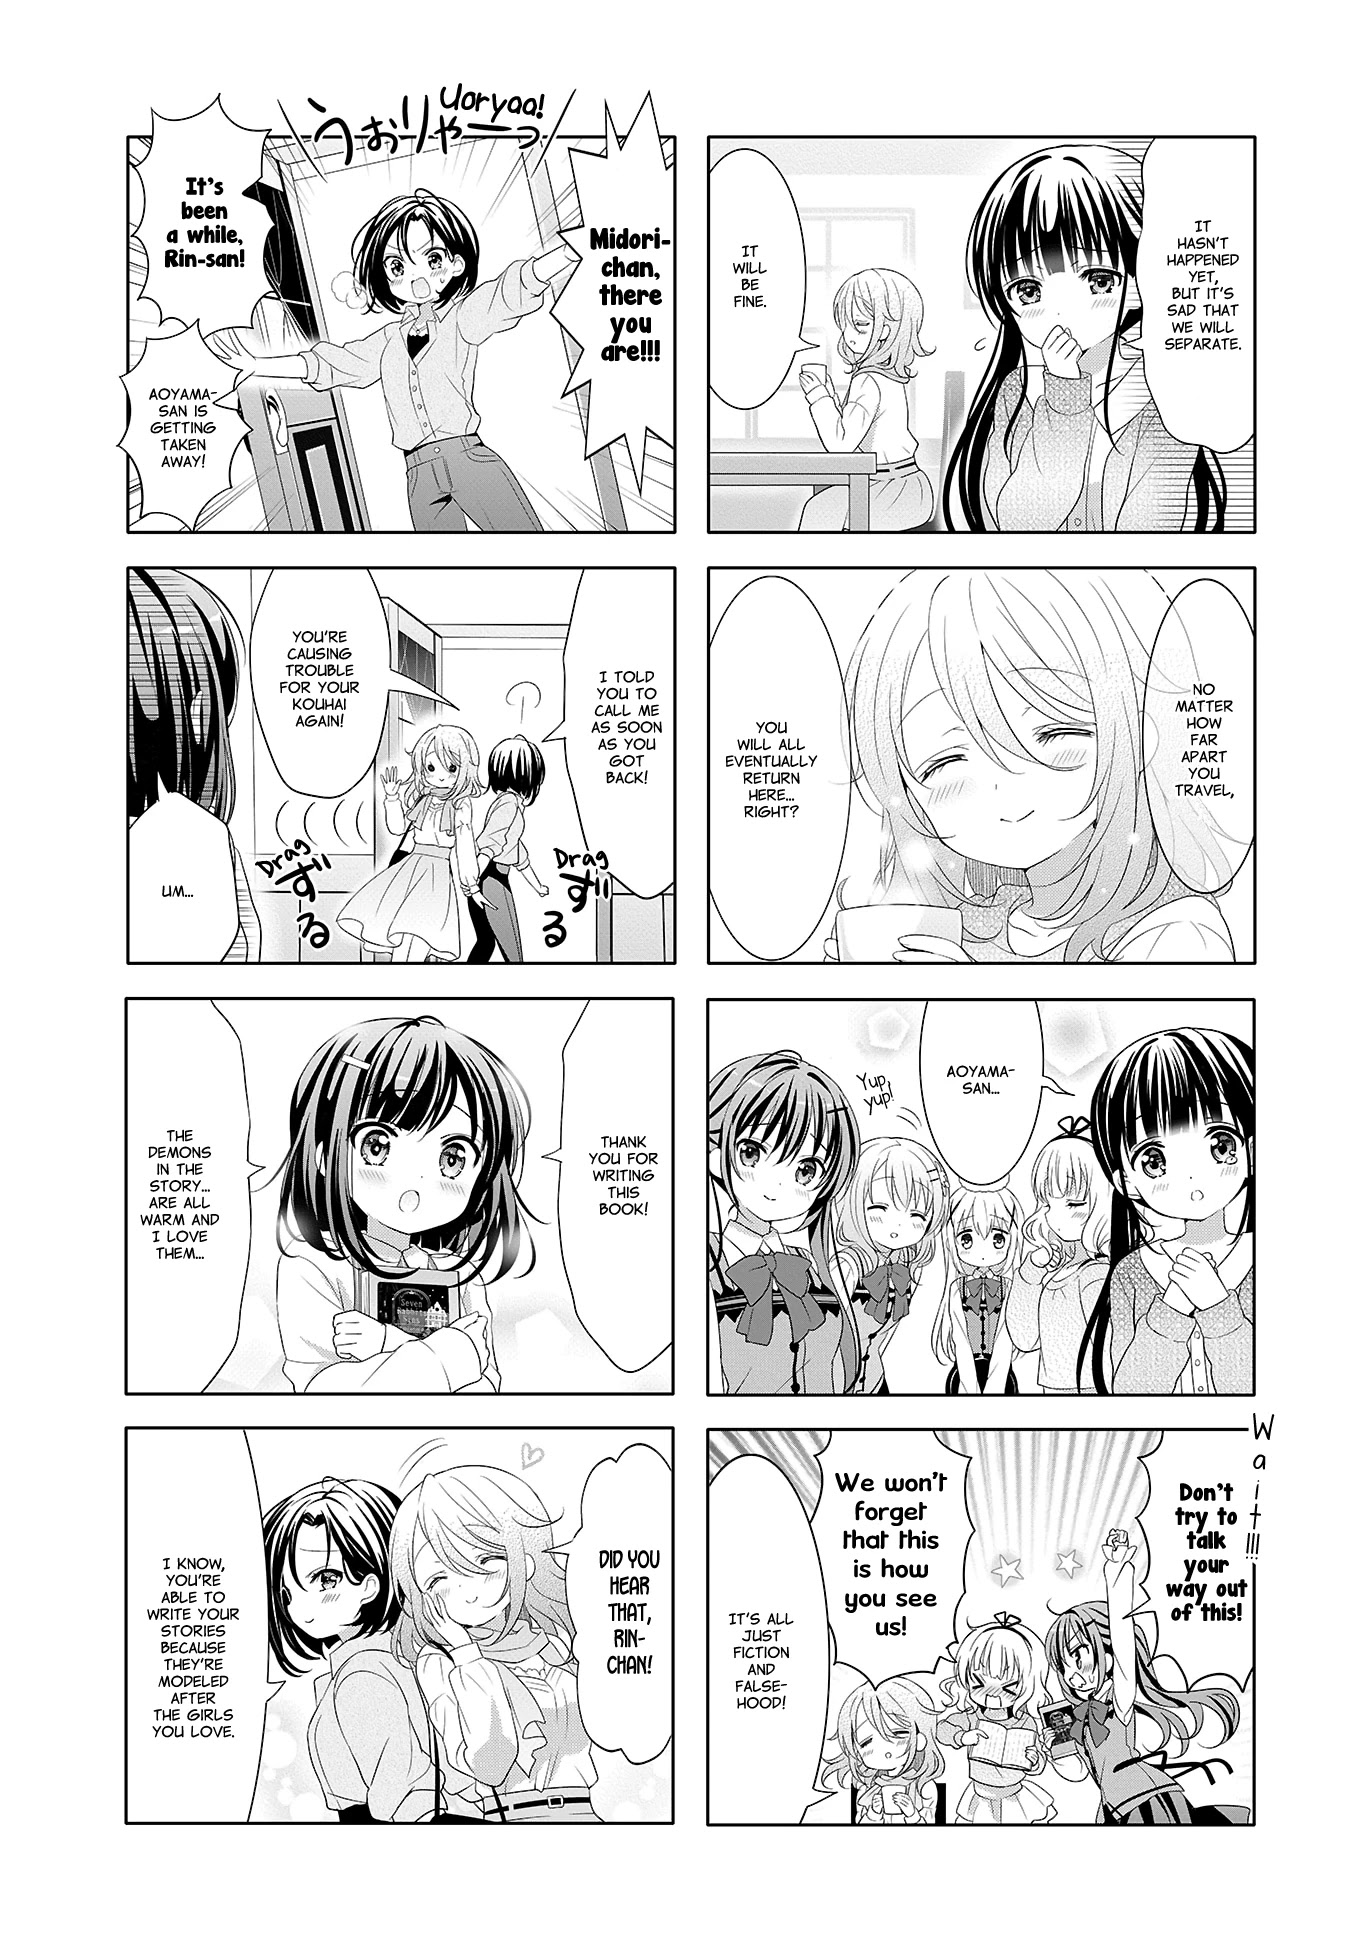 IT
HASN'T
HAPPENED
YET,
BUT IT'S
SAD THAT
WE WILL
SEPARATE.
IT
WILL
BE
FINE.
NO
MATTER
HOW
FAR
APART
YOU
TRAVEL,
YOU
WILL ALL
EVENTUALLY
RETURN
HERE...
RIGHT?
AOYAMA-
SAN...
Yup,
yup!
Wait!!!
Don't
try to
talk
your
way out
of this!
We won't
forget
that this
is how
you see
us!
IT'S ALL
JUST
FICTION
AND
FALSE-
HOOD!
Uoryaa!
うおりゃーっ
Midori-
chan,
there
you
are!!!
It's
been
a while,
Rin-san!
AOYAMA-
SAN IS
GETTING
TAKEN
AWAY!
I TOLD
YOU TO
CALL ME
AS SOON
AS YOU
GOT
BACK!
YOU'RE
CAUSING
TROUBLE
FOR YOUR
KOUHAI
AGAIN!
Drag
ずる
Drag
ずる
UM...
THANK
YOU FOR
WRITING
THIS
BOOK!
Seven
Rabbit
Sins
THE
DEMONS
IN THE
STORY...
ARE ALL
WARM AND
I LOVE
THEM...
DID YOU
HEAR
THAT,
RIN-
CHAN!
I KNOW,
YOU'RE
ABLE TO
WRITE YOUR
STORIES
BECAUSE
THEY'RE
MODELED
AFTER
THE GIRLS
YOU LOVE.